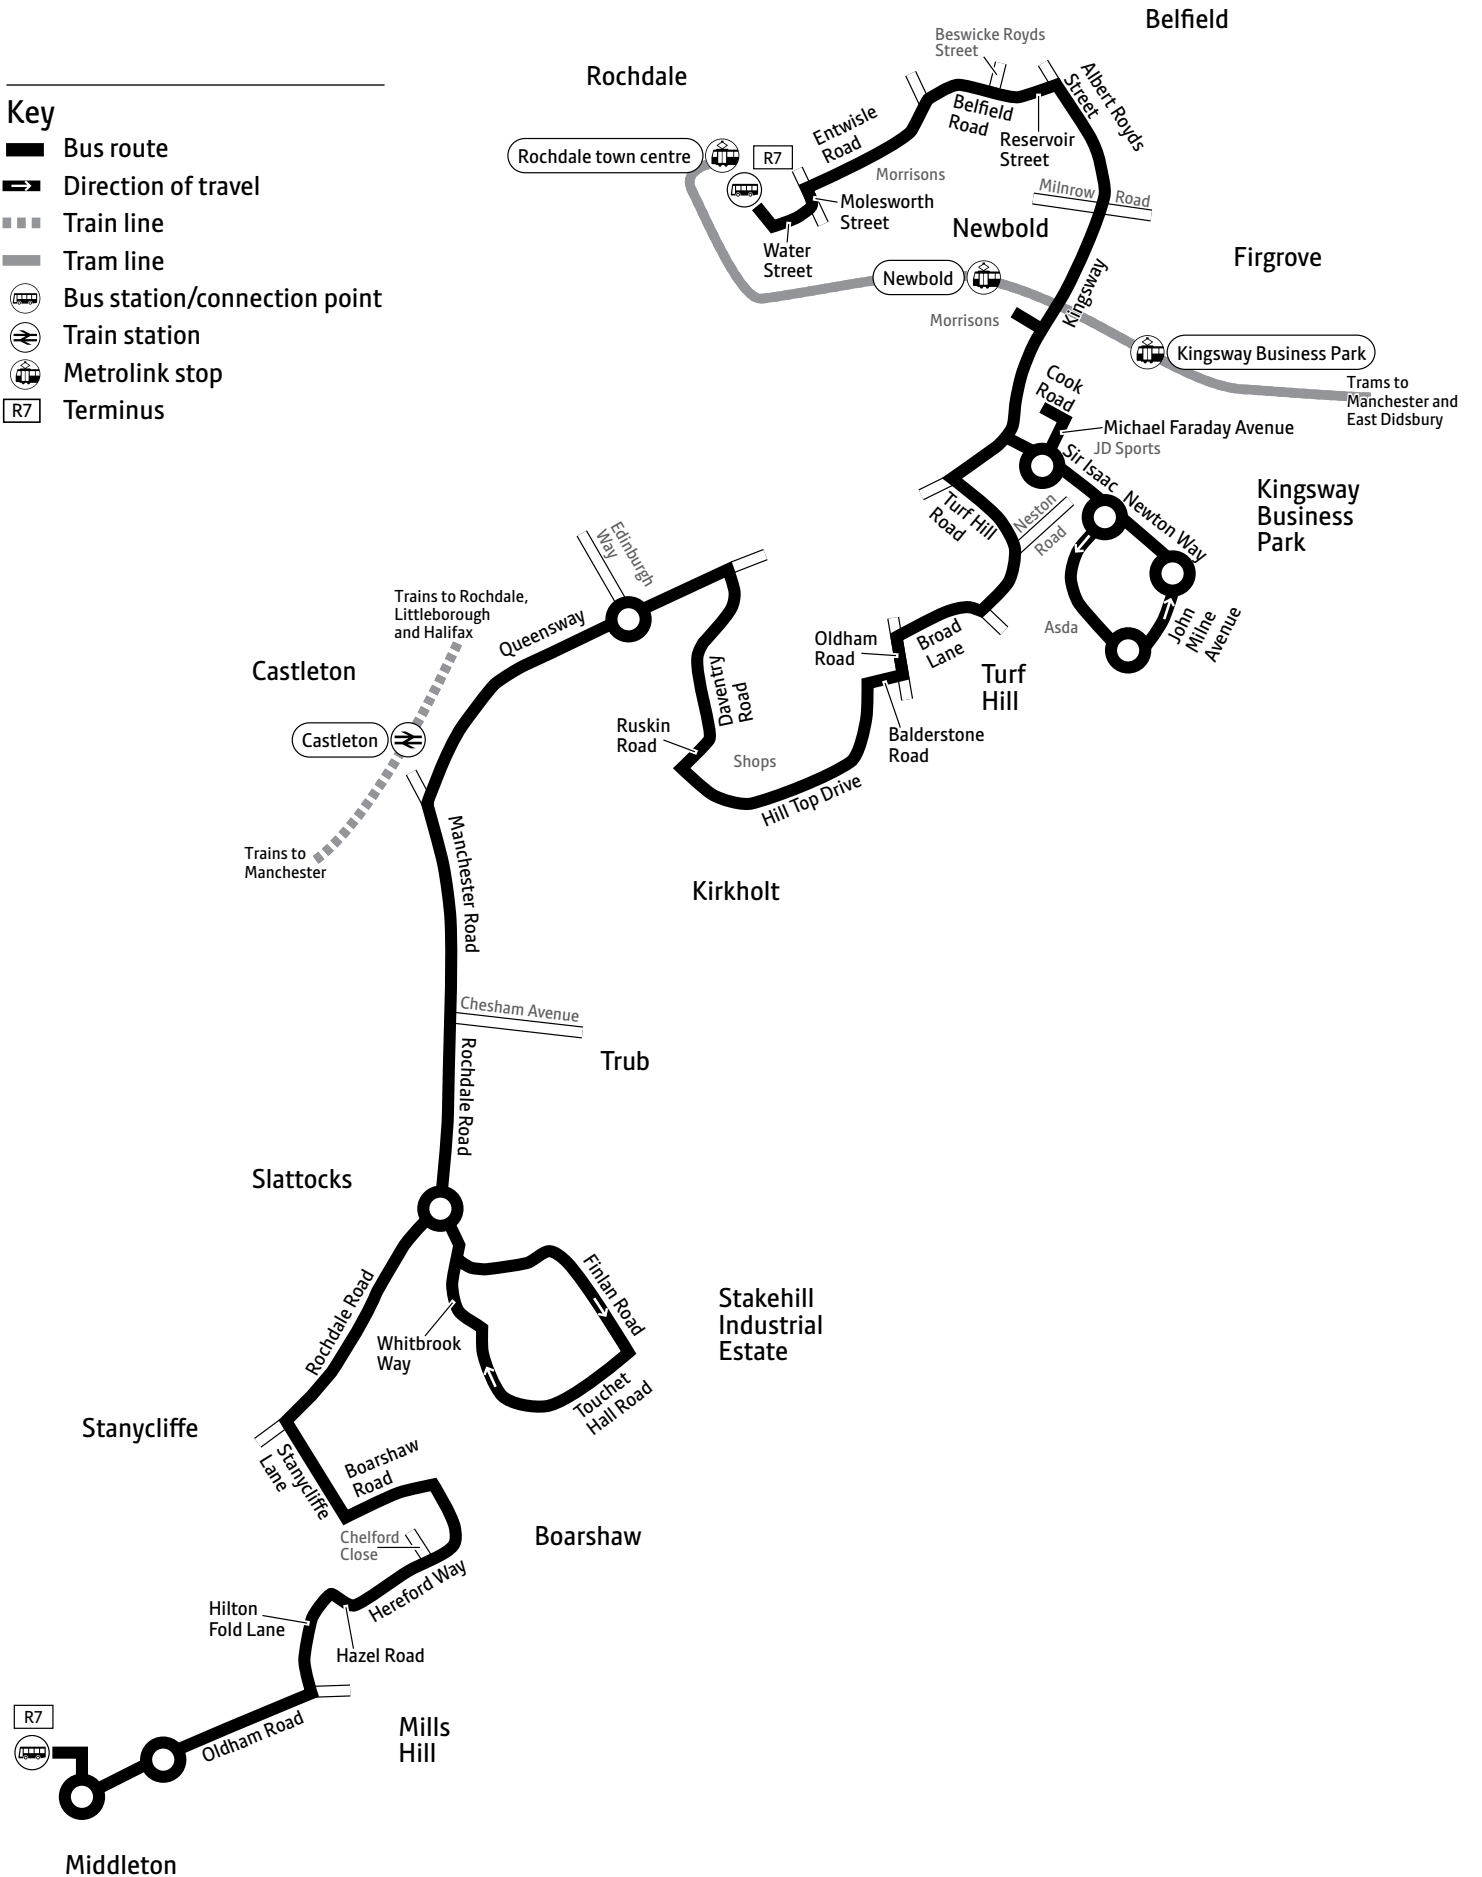 Belfield
Beswicke Royds
Street
Rochdale
Albert Royds
Street
Key
Bus route
Direction of travel
Train line
Tram line
Bus station/connection point
Train station
Metrolink stop
R7
Terminus
Belfield
Road
Entwisle
Road
Reservoir
Street
Rochdale town centre
R7
Morrisons
Molesworth
Street
Milnrow Road
Newbold
Water
Street
Firgrove
Newbold
Kingsway
Morrisons
Kingsway Business Park
Trams to
Manchester and
East Didsbury
Cook
Road
Michael Faraday Avenue
JD Sports
Sir Isaac Newton Way
Kingsway
Business
Park
Turf Hill
Road
Neston
Road
Edinburgh
Way
Trains to Rochdale,
Littleborough
and Halifax
Queensway
Asda
John
Milne
Avenue
Oldham
Road
Broad
Lane
Castleton
Turf
Hill
Daventry
Road
Ruskin
Road
Castleton
Balderstone
Road
Shops
Hill Top Drive
Manchester Road
Trains to
Manchester
Kirkholt
Chesham Avenue
Trub
Rochdale Road
Slattocks
Finlan Road
Rochdale Road
Stakehill
Industrial
Estate
Whitbrook
Way
Touchet
Hall Road
Stanycliffe
Stanycliffe
Lane
Boarshaw
Road
Chelford
Close
Boarshaw
Hereford Way
Hilton
Fold Lane
Hazel Road
R7
Oldham Road
Mills
Hill
Middleton